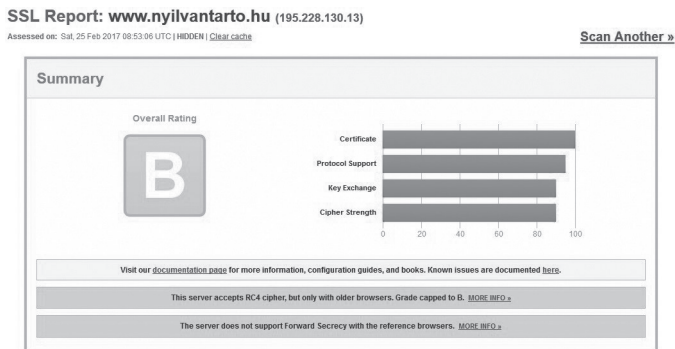 SSL Report: www.nyilvantarto.hu (195.228.130.13)
Assessed on: Sat, 25 Feb 2017 08:53:06 UTC | HIDDEN | Clear cache
Scan Another »
Summary
Overall Rating
B
Certificate
Protocol Support
Key Exchange
Cipher Strength
0 20 40 60 80 100
Visit our documentation page for more information, configuration guides, and books. Known issues are documented here.
This server accepts RC4 cipher, but only with older browsers. Grade capped to B. MORE INFO »
The server does not support Forward Secrecy with the reference browsers. MORE INFO »